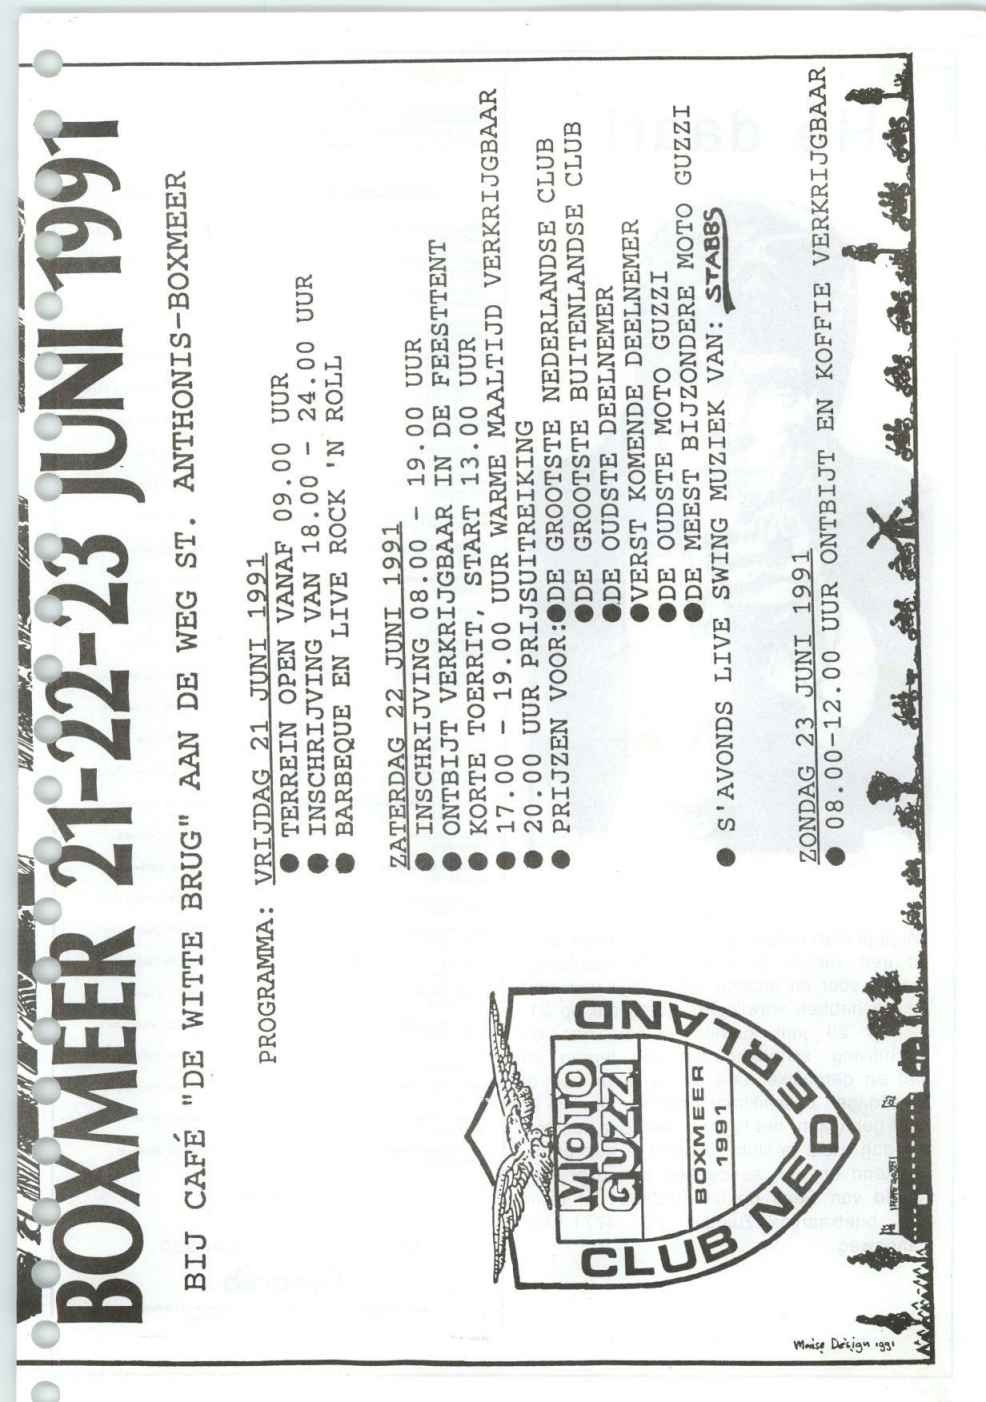 BOXMEER 21-22-23 JUNI 1991
BIJ CAFÉ "DE WITTE BRUG" AAN DE WEG ST. ANTHONIS-BOXMEER
PROGRAMMA: VRIJDAG 21 JUNI 1991
● TERREIN OPEN VANAF 09.00 UUR
● INSCHRIJVING VAN 18.00 - 24.00 UUR
● BARBEQUE EN LIVE ROCK 'N ROLL
ZATERDAG 22 JUNI 1991
● INSCHRIJVING 08.00 - 19.00 UUR
● ONTBIJT VERKRIJGBAAR IN DE FEESTTENT
● KORTE TOERRIT, START 13.00 UUR
● 17.00 - 19.00 UUR WARME MAALTIJD VERKRIJGBAAR
● 20.00 UUR PRIJSUITREIKING
● PRIJZEN VOOR:●DE GROOTSTE NEDERLANDSE CLUB
●DE GROOTSTE BUITENLANDSE CLUB
●DE OUDSTE DEELNEMER
●VERST KOMENDE DEELNEMER
●DE OUDSTE MOTO GUZZI
●DE MEEST BIJZONDERE MOTO GUZZI
● S'AVONDS LIVE SWING MUZIEK VAN: STABBS
ZONDAG 23 JUNI 1991
● 08.00-12.00 UUR ONTBIJT EN KOFFIE VERKRIJGBAAR
MOTO
GUZZI
BOXMEER
1991
CLUB NEDERLAND
Design 1991